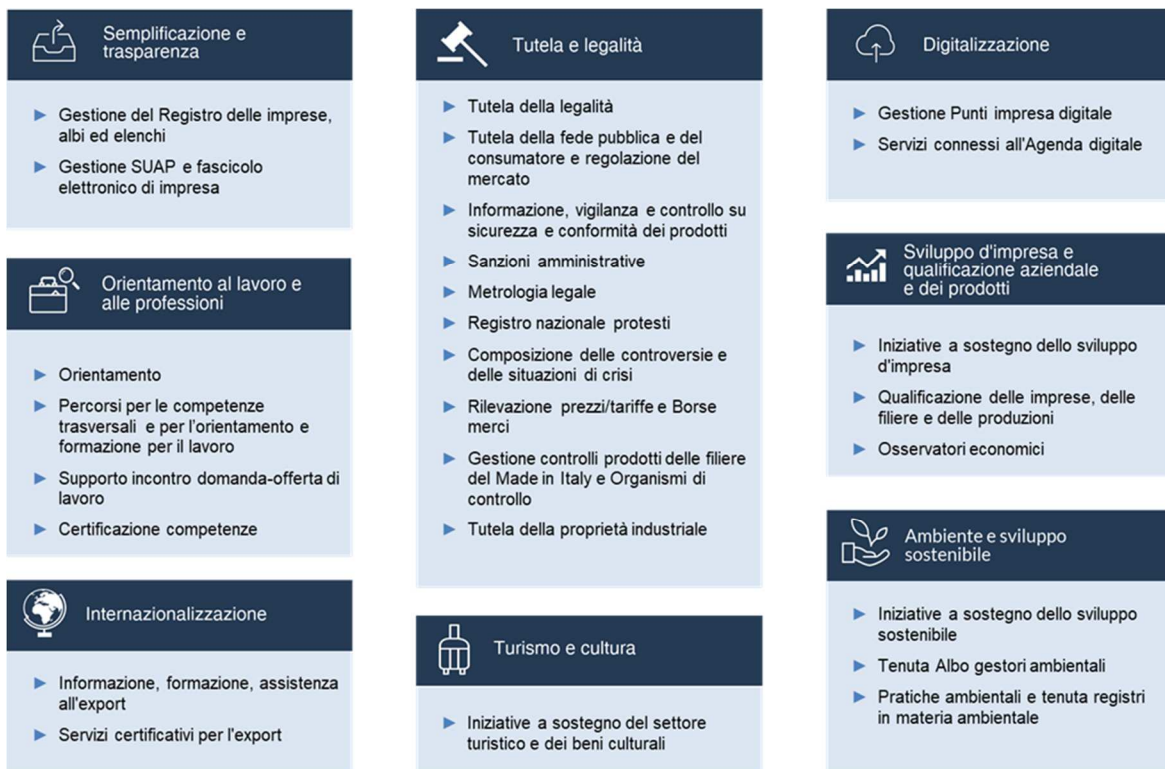 Semplificazione e
trasparenza
Gestione del Registro delle imprese,
albi ed elenchi
Gestione SUAP e fascicolo
elettronico di impresa
Orientamento al lavoro e
alle professioni
Orientamento
Percorsi per le competenze
trasversali e per l'orientamento e
formazione per il lavoro
Supporto incontro domanda-offerta di
lavoro
Certificazione competenze
Internazionalizzazione
Informazione, formazione, assistenza
all'export
Servizi certificativi per l'export
Tutela e legalità
Tutela della legalità
Tutela della fede pubblica e del
consumatore e regolazione del
mercato
Informazione, vigilanza e controllo su
sicurezza e conformità dei prodotti
Sanzioni amministrative
Metrologia legale
Registro nazionale protesti
Composizione delle controversie e
delle situazioni di crisi
Rilevazione prezzi/tariffe e Borse
merci
Gestione controlli prodotti delle filiere
del Made in Italy e Organismi di
controllo
Tutela della proprietà industriale
Turismo e cultura
Iniziative a sostegno del settore
turistico e dei beni culturali
Digitalizzazione
Gestione Punti impresa digitale
Servizi connessi all'Agenda digitale
Sviluppo d'impresa e
qualificazione aziendale
e dei prodotti
Iniziative a sostegno dello sviluppo
d'impresa
Qualificazione delle imprese, delle
filiere e delle produzioni
Osservatori economici
Ambiente e sviluppo
sostenibile
Iniziative a sostegno dello sviluppo
sostenibile
Tenuta Albo gestori ambientali
Pratiche ambientali e tenuta registri
in materia ambientale